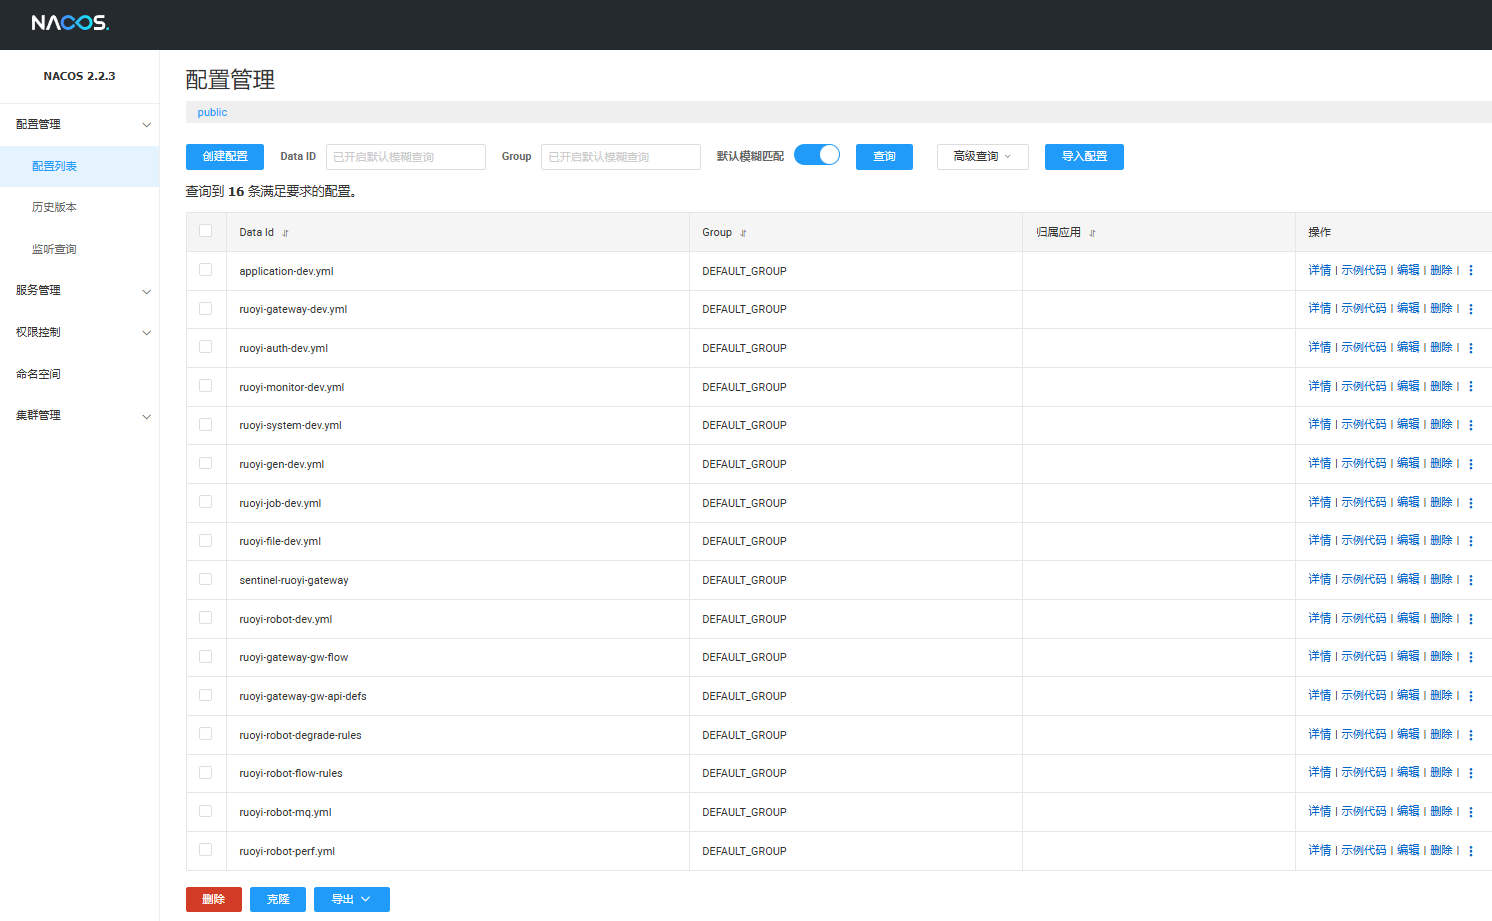 NACOS.
NACOS 2.2.3
配置管理
配置列表
历史版本
监听查询
服务管理
权限控制
命名空间
集群管理
配置管理
public
创建配置 Data ID 已开启默认模糊查询 Group 已开启默认模糊查询 默认模糊匹配 查询 高级查询 导入配置
查询到 16 条满足要求的配置。
Data Id Group 归属应用 操作
application-dev.yml DEFAULT_GROUP 详情 | 示例代码 | 编辑 | 删除 |
ruoyi-gateway-dev.yml DEFAULT_GROUP 详情 | 示例代码 | 编辑 | 删除 |
ruoyi-auth-dev.yml DEFAULT_GROUP 详情 | 示例代码 | 编辑 | 删除 |
ruoyi-monitor-dev.yml DEFAULT_GROUP 详情 | 示例代码 | 编辑 | 删除 |
ruoyi-system-dev.yml DEFAULT_GROUP 详情 | 示例代码 | 编辑 | 删除 |
ruoyi-gen-dev.yml DEFAULT_GROUP 详情 | 示例代码 | 编辑 | 删除 |
ruoyi-job-dev.yml DEFAULT_GROUP 详情 | 示例代码 | 编辑 | 删除 |
ruoyi-file-dev.yml DEFAULT_GROUP 详情 | 示例代码 | 编辑 | 删除 |
sentinel-ruoyi-gateway DEFAULT_GROUP 详情 | 示例代码 | 编辑 | 删除 |
ruoyi-robot-dev.yml DEFAULT_GROUP 详情 | 示例代码 | 编辑 | 删除 |
ruoyi-gateway-gw-flow DEFAULT_GROUP 详情 | 示例代码 | 编辑 | 删除 |
ruoyi-gateway-gw-api-defs DEFAULT_GROUP 详情 | 示例代码 | 编辑 | 删除 |
ruoyi-robot-degrade-rules DEFAULT_GROUP 详情 | 示例代码 | 编辑 | 删除 |
ruoyi-robot-flow-rules DEFAULT_GROUP 详情 | 示例代码 | 编辑 | 删除 |
ruoyi-robot-mq.yml DEFAULT_GROUP 详情 | 示例代码 | 编辑 | 删除 |
ruoyi-robot-perf.yml DEFAULT_GROUP 详情 | 示例代码 | 编辑 | 删除 |
删除 克隆 导出